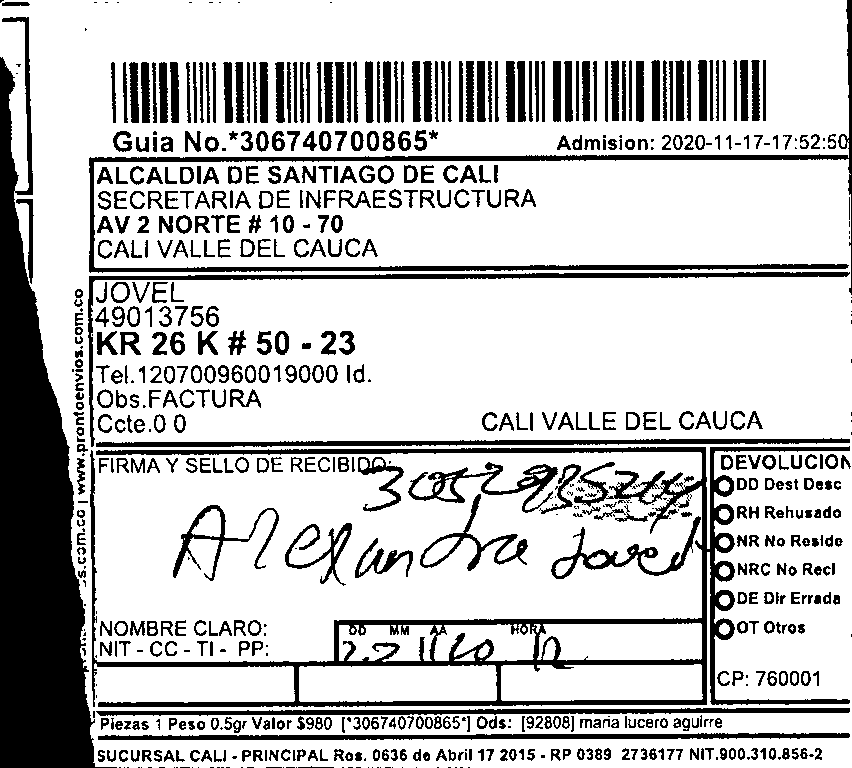 Guia No.*306740700865*
Admision: 2020-11-17-17:52:50
ALCALDIA DE SANTIAGO DE CALI
SECRETARIA DE INFRAESTRUCTURA
AV 2 NORTE # 10 - 70
CALI VALLE DEL CAUCA
JOVEL
49013756
KR 26 K # 50 - 23
Tel.120700960019000 Id.
Obs.FACTURA
Ccte.0 0
CALI VALLE DEL CAUCA
| www.prontoenvios.com.co
FIRMA Y SELLO DE RECIBIDO:
Alexandra Jovel
NOMBRE CLARO:
NIT - CC - TI - PP:
DD MM AA HORA
11 20 12
DEVOLUCION
DD Dest Desc
RH Rehusado
NR No Reside
NRC No Recl
DE Dir Errada
OT Otros
CP: 760001
Piezas 1 Peso 0.5gr Valor $980 [*306740700865*] Ods: [92808] maria lucero aguirre
SUCURSAL CALI - PRINCIPAL Res. 0636 de Abril 17 2015 - RP 0389 2736177 NIT.900.310.856-2